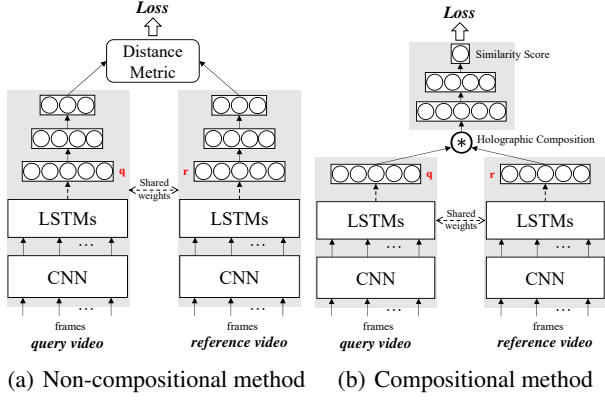 Loss
Distance
Metric
q
r
Shared
weights
LSTMs
LSTMs
...
...
CNN
CNN
...
...
frames
frames
query video
reference video
(a) Non-compositional method
Loss
Similarity Score
*
Holographic Composition
q
r
Shared
weights
LSTMs
LSTMs
...
...
CNN
CNN
...
...
frames
frames
query video
reference video
(b) Compositional method